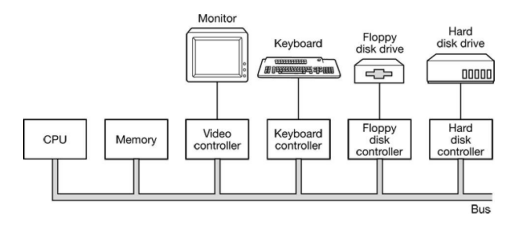 Monitor
Keyboard
Floppy
disk drive
Hard
disk drive
CPU
Memory
Video
controller
Keyboard
controller
Floppy
disk
controller
Hard
disk
controller
Bus